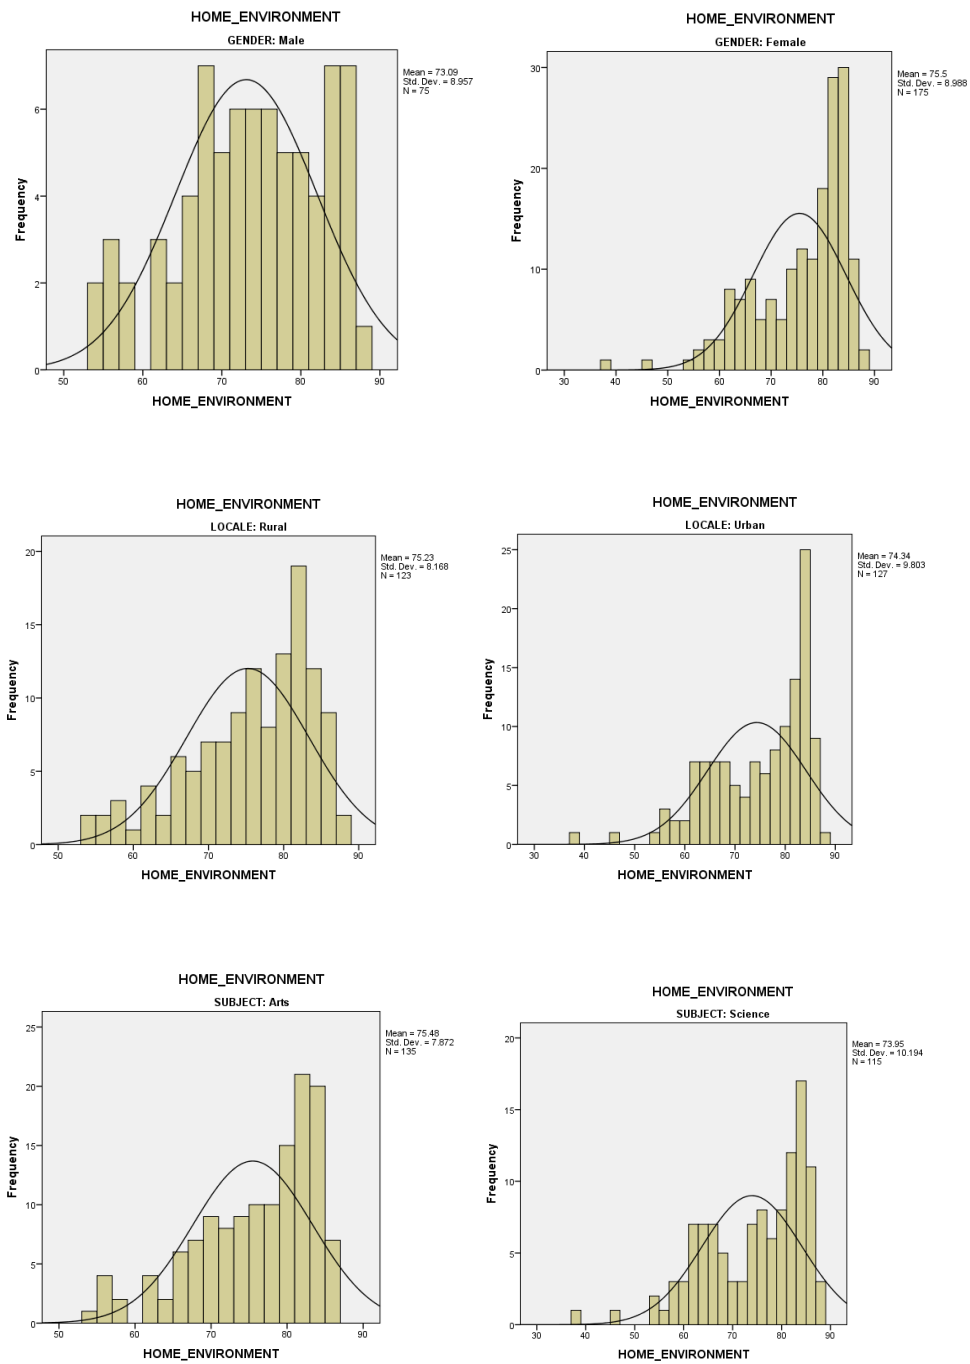 HOME_ENVIRONMENT
GENDER: Male
Mean = 73.09
Std. Dev. = 8.957
N = 75
6
4
2
0
Frequency
50 60 70 80 90
HOME_ENVIRONMENT
HOME_ENVIRONMENT
GENDER: Female
Mean = 75.5
Std. Dev. = 8.988
N = 175
30
20
10
0
Frequency
30 40 50 60 70 80 90
HOME_ENVIRONMENT
HOME_ENVIRONMENT
LOCALE: Rural
Mean = 75.23
Std. Dev. = 8.168
N = 123
20
15
10
5
0
Frequency
50 60 70 80 90
HOME_ENVIRONMENT
HOME_ENVIRONMENT
LOCALE: Urban
Mean = 74.34
Std. Dev. = 9.803
N = 127
25
20
15
10
5
0
Frequency
30 40 50 60 70 80 90
HOME_ENVIRONMENT
HOME_ENVIRONMENT
SUBJECT: Arts
Mean = 75.48
Std. Dev. = 7.872
N = 135
25
20
15
10
5
0
Frequency
50 60 70 80 90
HOME_ENVIRONMENT
HOME_ENVIRONMENT
SUBJECT: Science
Mean = 73.95
Std. Dev. = 10.194
N = 115
20
15
10
5
0
Frequency
30 40 50 60 70 80 90
HOME_ENVIRONMENT